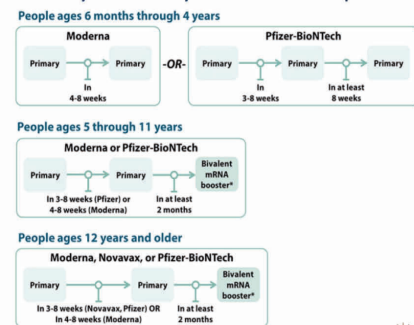 People ages 6 months through 4 years
Moderna
Primary
Primary
In
4-8 weeks
-OR-
Pfizer-BioNTech
Primary
Primary
Primary
In
3-8 weeks
In at least
8 weeks
People ages 5 through 11 years
Moderna or Pfizer-BioNTech
Primary
Primary
Bivalent
mRNA
booster*
In 3-8 weeks (Pfizer) or
4-8 weeks (Moderna)
In at least
2 months
People ages 12 years and older
Moderna, Novavax, or Pfizer-BioNTech
Primary
Primary
Bivalent
mRNA
booster*
In 3-8 weeks (Novavax, Pfizer) OR
In 4-8 weeks (Moderna)
In at least
2 months